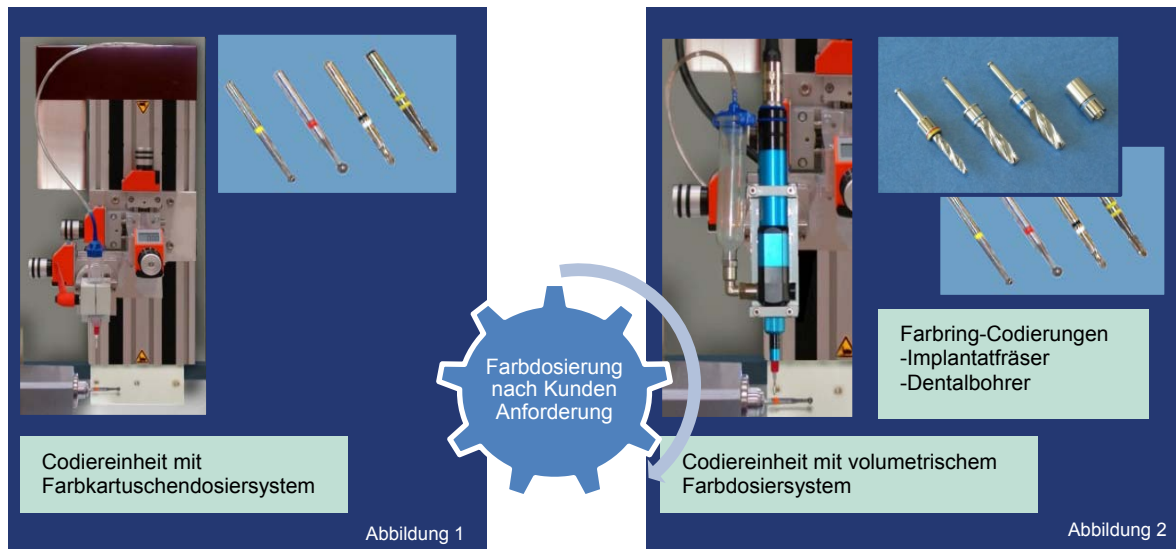 Codiereinheit mit
Farbkartuschendosiersystem
Abbildung 1
Farbdosierung
nach Kunden
Anforderung
Farbring-Codierungen
-Implantatfräser
-Dentalbohrer
Codiereinheit mit volumetrischem
Farbdosiersystem
Abbildung 2